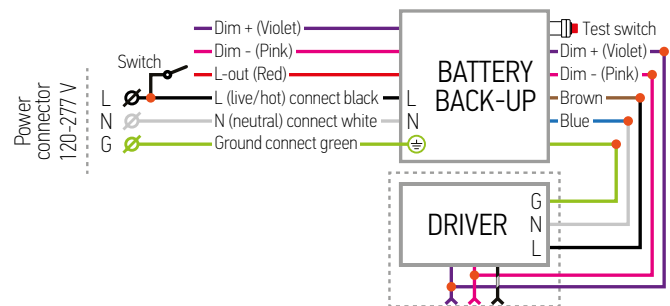 Dim + (Violet)
Dim - (Pink)
L-out (Red)
Switch
L
L (live/hot) connect black
L
N
N (neutral) connect white
N
G
Ground connect green
Power
connector
120-277 V
BATTERY
BACK-UP
Test switch
Dim + (Violet)
Dim - (Pink)
Brown
Blue
DRIVER
G
N
L